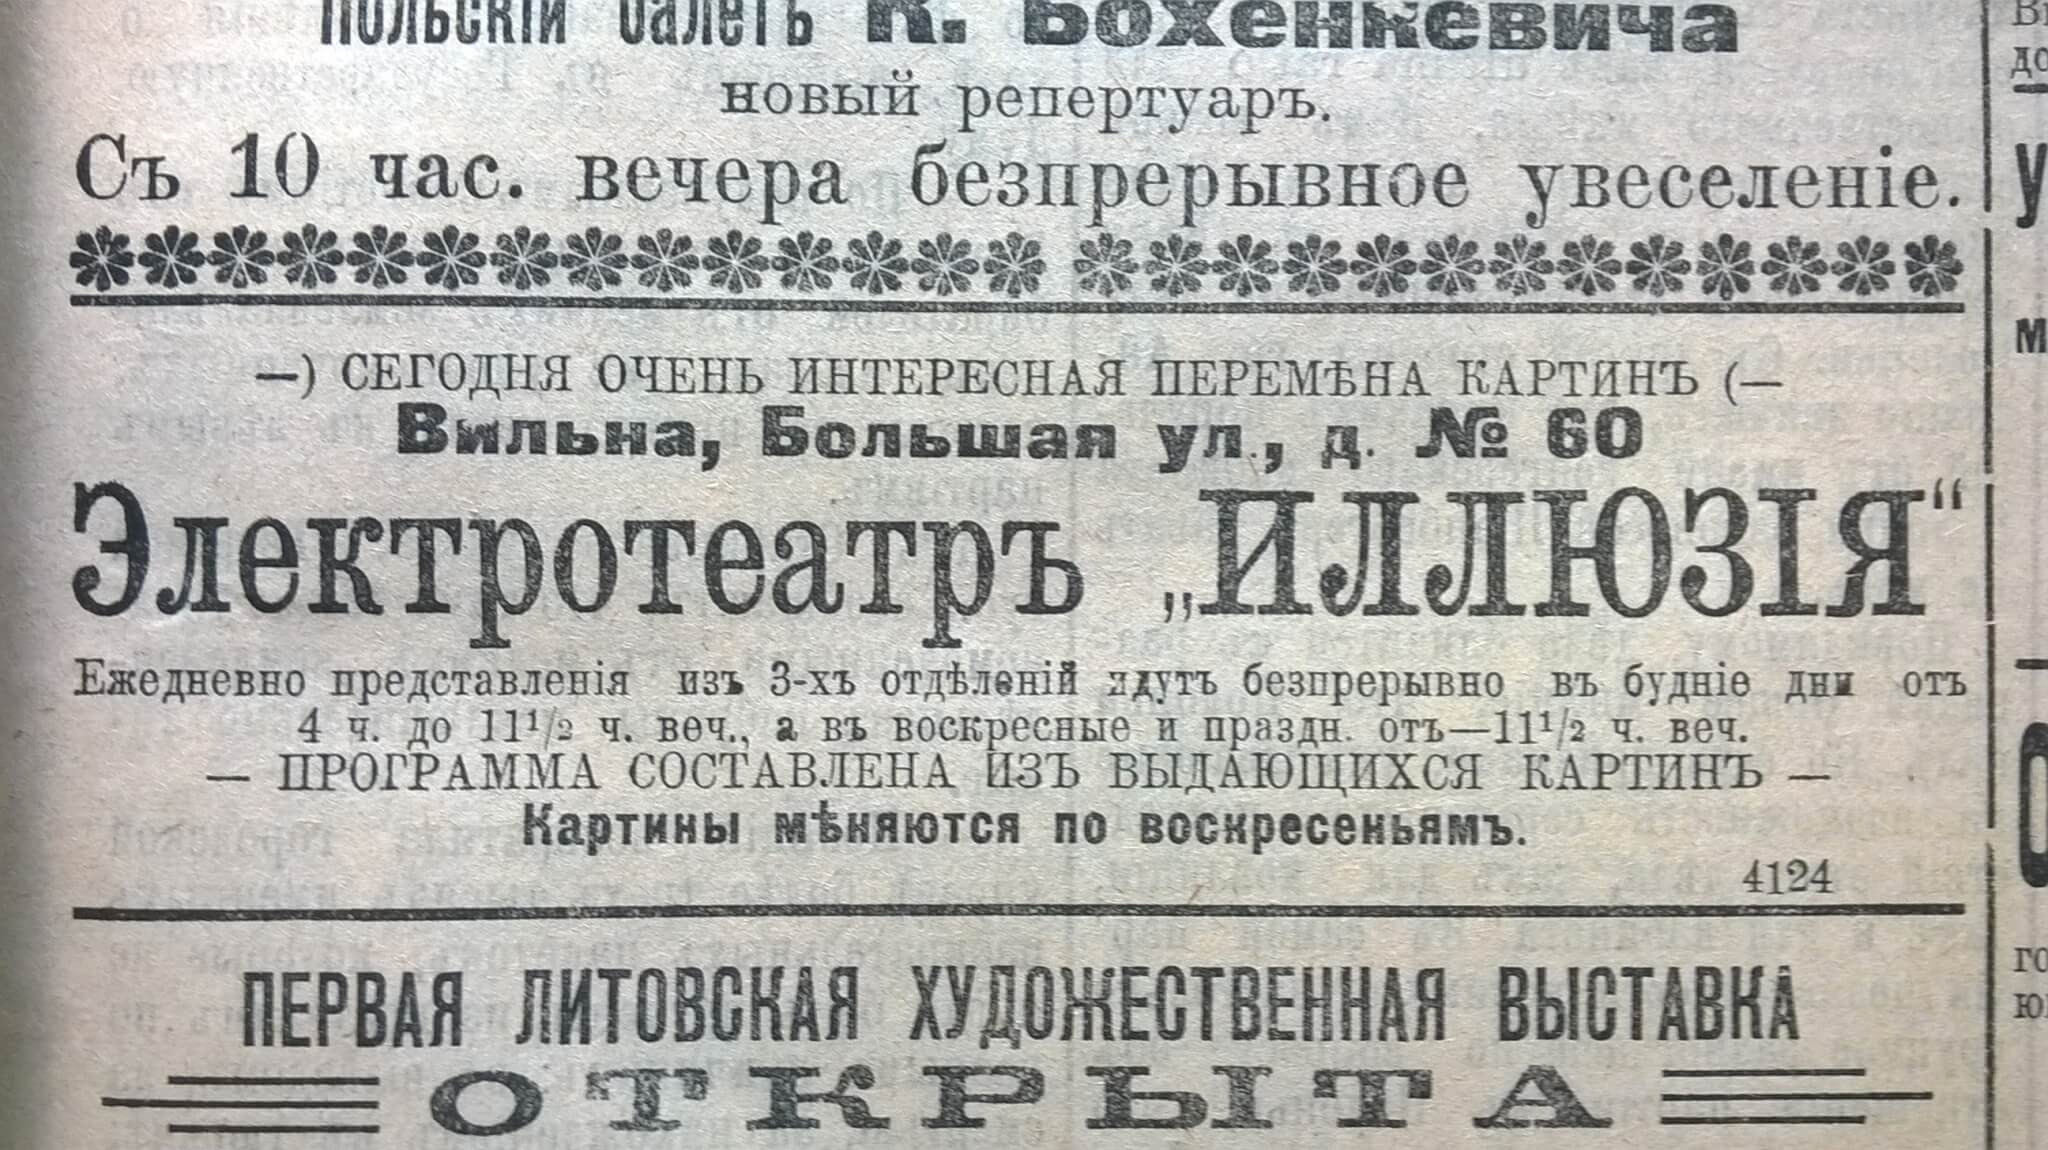 Польскій балетъ К. Бохенкевича
новый репертуаръ.
Съ 10 час. вечера безпрерывное увеселеніе.
—) СЕГОДНЯ ОЧЕНЬ ИНТЕРЕСНАЯ ПЕРЕМѢНА КАРТИНЪ (—
Вильна, Большая ул., д. № 60
Электротеатръ „ИЛЛЮЗІЯ“
Ежедневно представленія изъ 3-хъ отдѣленій идутъ безпрерывно въ будніе дни отъ
4 ч. до 11½ ч. веч., а въ воскресные и праздн. отъ—11½ ч. веч.
— ПРОГРАММА СОСТАВЛЕНА ИЗЪ ВЫДАЮЩИХСЯ КАРТИНЪ —
Картины мѣняются по воскресеньямъ.
4124
ПЕРВАЯ ЛИТОВСКАЯ ХУДОЖЕСТВЕННАЯ ВЫСТАВКА
ОТКРЫТА